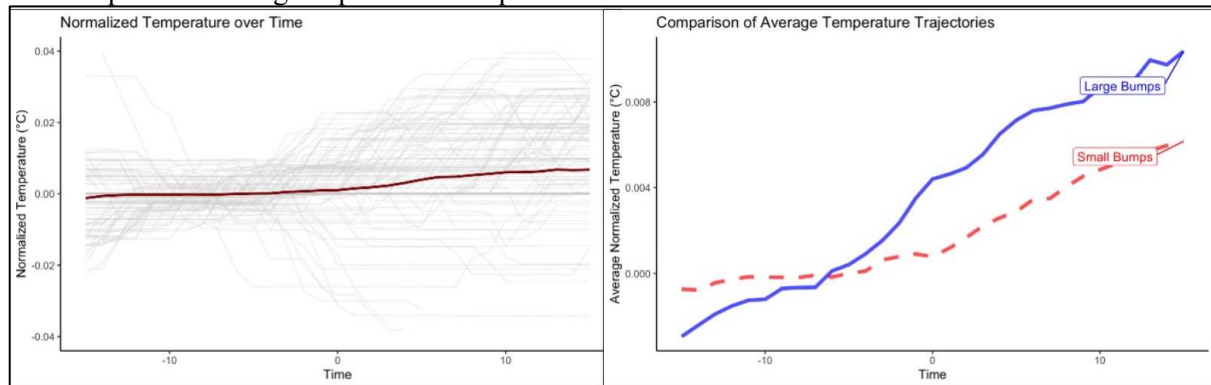 Normalized Temperature over Time
Normalized Temperature (°C)
0.04
0.02
0.00
-0.02
-0.04
-10
0
10
Time
Comparison of Average Temperature Trajectories
Average Normalized Temperature (°C)
0.008
0.004
0.000
Large Bumps
Small Bumps
-10
0
10
Time